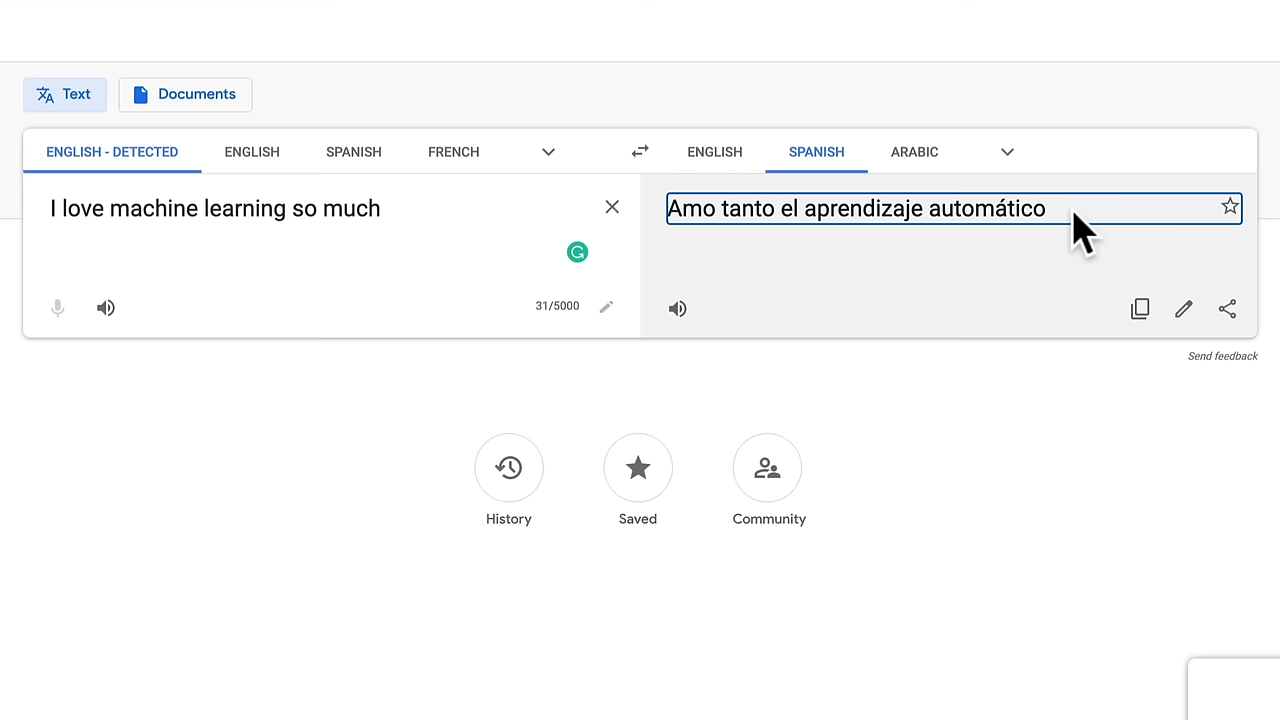 Text
Documents
ENGLISH - DETECTED ENGLISH SPANISH FRENCH ENGLISH SPANISH ARABIC
I love machine learning so much
Amo tanto el aprendizaje automático
31/5000
Send feedback
History Saved Community